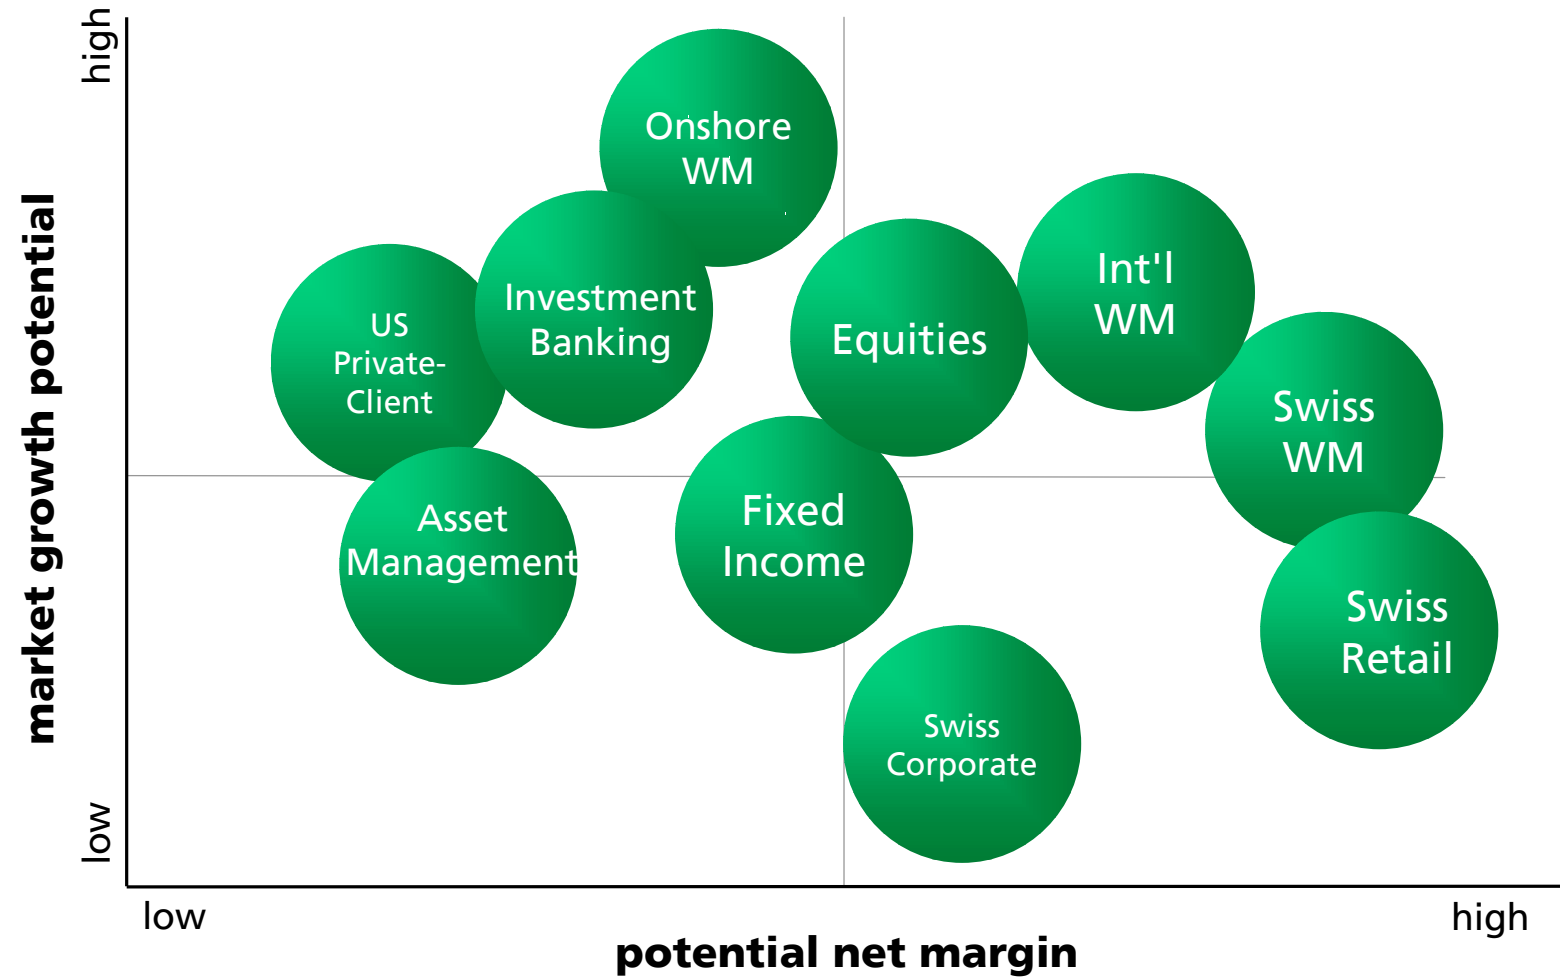 high
market growth potential
low
Onshore
WM
Investment
Banking
US
Private-
Client
Equities
Int'l
WM
Swiss
WM
Asset
Management
Fixed
Income
Swiss
Retail
Swiss
Corporate
low
high
potential net margin